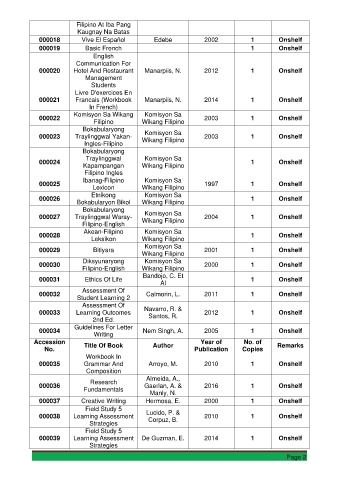 Filipino At Iba Pang
Kaugnay Na Batas
000018 Vive El Español Edebe 2002 1 Onshelf
000019 Basic French 1 Onshelf
000020 English
Communication For
Hotel And Restaurant
Management
Students Manarpiis, N. 2012 1 Onshelf
000021 Livre D'exercices En
Francais (Workbook
In French) Manarpiis, N. 2014 1 Onshelf
000022 Komisyon Sa Wikang
Filipino Komisyon Sa
Wikang Filipino 2003 1 Onshelf
000023 Bokabularyong
Traylinggwal Yakan-
Ingles-Filipino Komisyon Sa
Wikang Filipino 2003 1 Onshelf
000024 Bokabularyong
Traylinggwal
Kapampangan
Filipino Ingles Komisyon Sa
Wikang Filipino 1 Onshelf
000025 Ibanag-Filipino
Lexicon Komisyon Sa
Wikang Filipino 1997 1 Onshelf
000026 Etnikong
Bokabularyon Bikol Komisyon Sa
Wikang Filipino 1 Onshelf
000027 Bokabularyong
Traylinggwal Waray-
Filipino-English Komisyon Sa
Wikang Filipino 2004 1 Onshelf
000028 Akean-Filipino
Leksikon Komisyon Sa
Wikang Filipino 1 Onshelf
000029 Bitiyara Komisyon Sa
Wikang Filipino 2001 1 Onshelf
000030 Diksyunaryong
Filipino-English Komisyon Sa
Wikang Filipino 2000 1 Onshelf
000031 Ethics Of Life Bandojo, C. Et
Al. 1 Onshelf
000032 Assessment Of
Student Learning 2 Calmorin, L. 2011 1 Onshelf
000033 Assessment Of
Learning Outcomes
2nd Ed. Navarro, R. &
Santos, R. 2012 1 Onshelf
000034 Guidelines For Letter
Writing Nem Singh, A. 2005 1 Onshelf
Accession
No. Title Of Book Author Year of
Publication No. of
Copies Remarks
000035 Workbook In
Grammar And
Composition Arroyo, M. 2010 1 Onshelf
000036 Research
Fundamentals Almeida, A.,
Gaerlan, A. &
Manly, N. 2016 1 Onshelf
000037 Creative Writing Hermosa, E. 2000 1 Onshelf
000038 Field Study 5
Learning Assessment
Strategies Lucido, P. &
Corpuz, B. 2010 1 Onshelf
000039 Field Study 5
Learning Assessment
Strategies De Guzman, E. 2014 1 Onshelf
Page 2